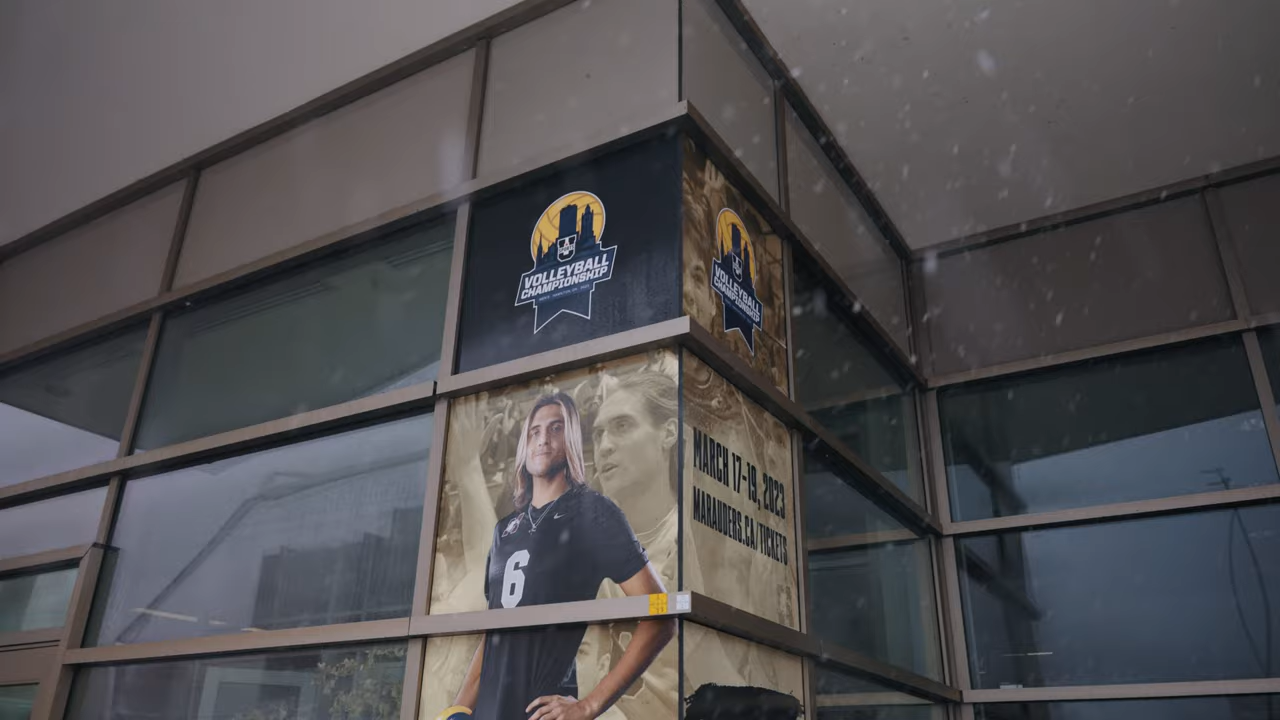 VOLLEYBALL
CHAMPIONSHIP
VOLLEYBALL
CHAMPIONSHIP
6
MARCH 17-19, 2023
MARAUDERS.CA/TICKETS